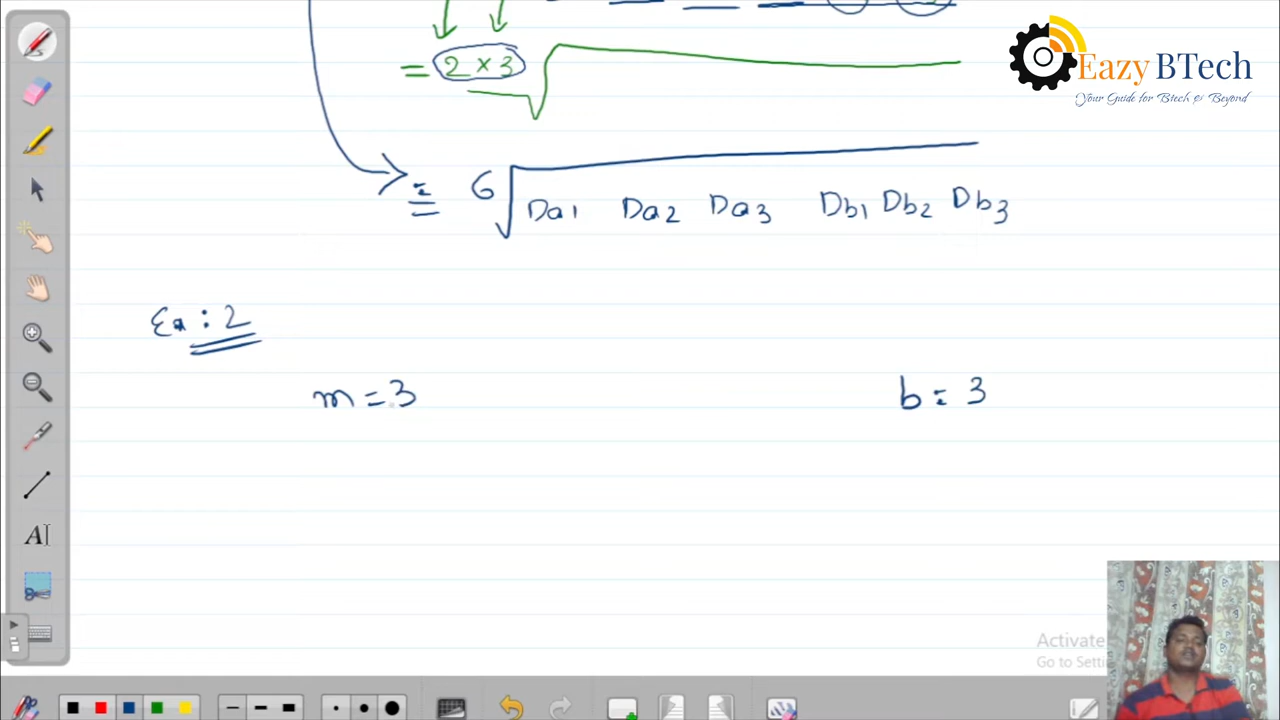 Eazy BTech
Your Guide for Btech & Beyond
= 2 × 3 √
= 6√ Da1 Da2 Da3 Db1 Db2 Db3
Ex : 2
m = 3 b = 3
A
Activate
Go to Setti